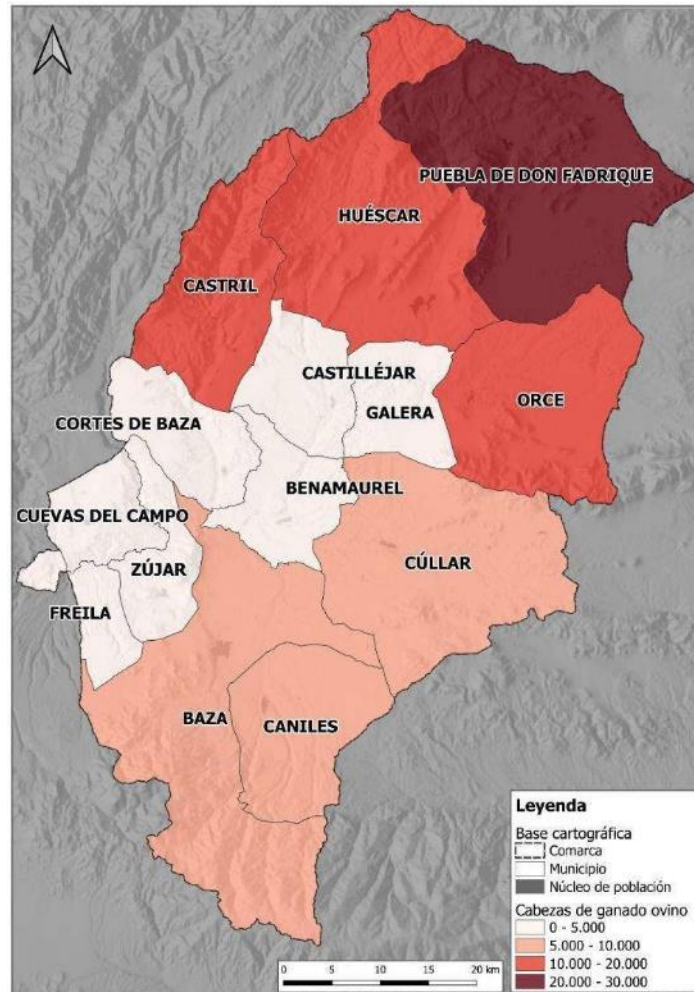 PUEBLA DE DON FADRIQUE
HUÉSCAR
CASTRIL
CASTILLÉJAR
ORCE
GALERA
CORTES DE BAZA
BENAMAUREL
CUEVAS DEL CAMPO
CÚLLAR
ZÚJAR
FREILA
BAZA
CANILES
Leyenda
Base cartográfica
Comarca
Municipio
Núcleo de población
Cabezas de ganado ovino
0 - 5.000
5.000 - 10.000
10.000 - 20.000
20.000 - 30.000
0 5 10 15 20 km